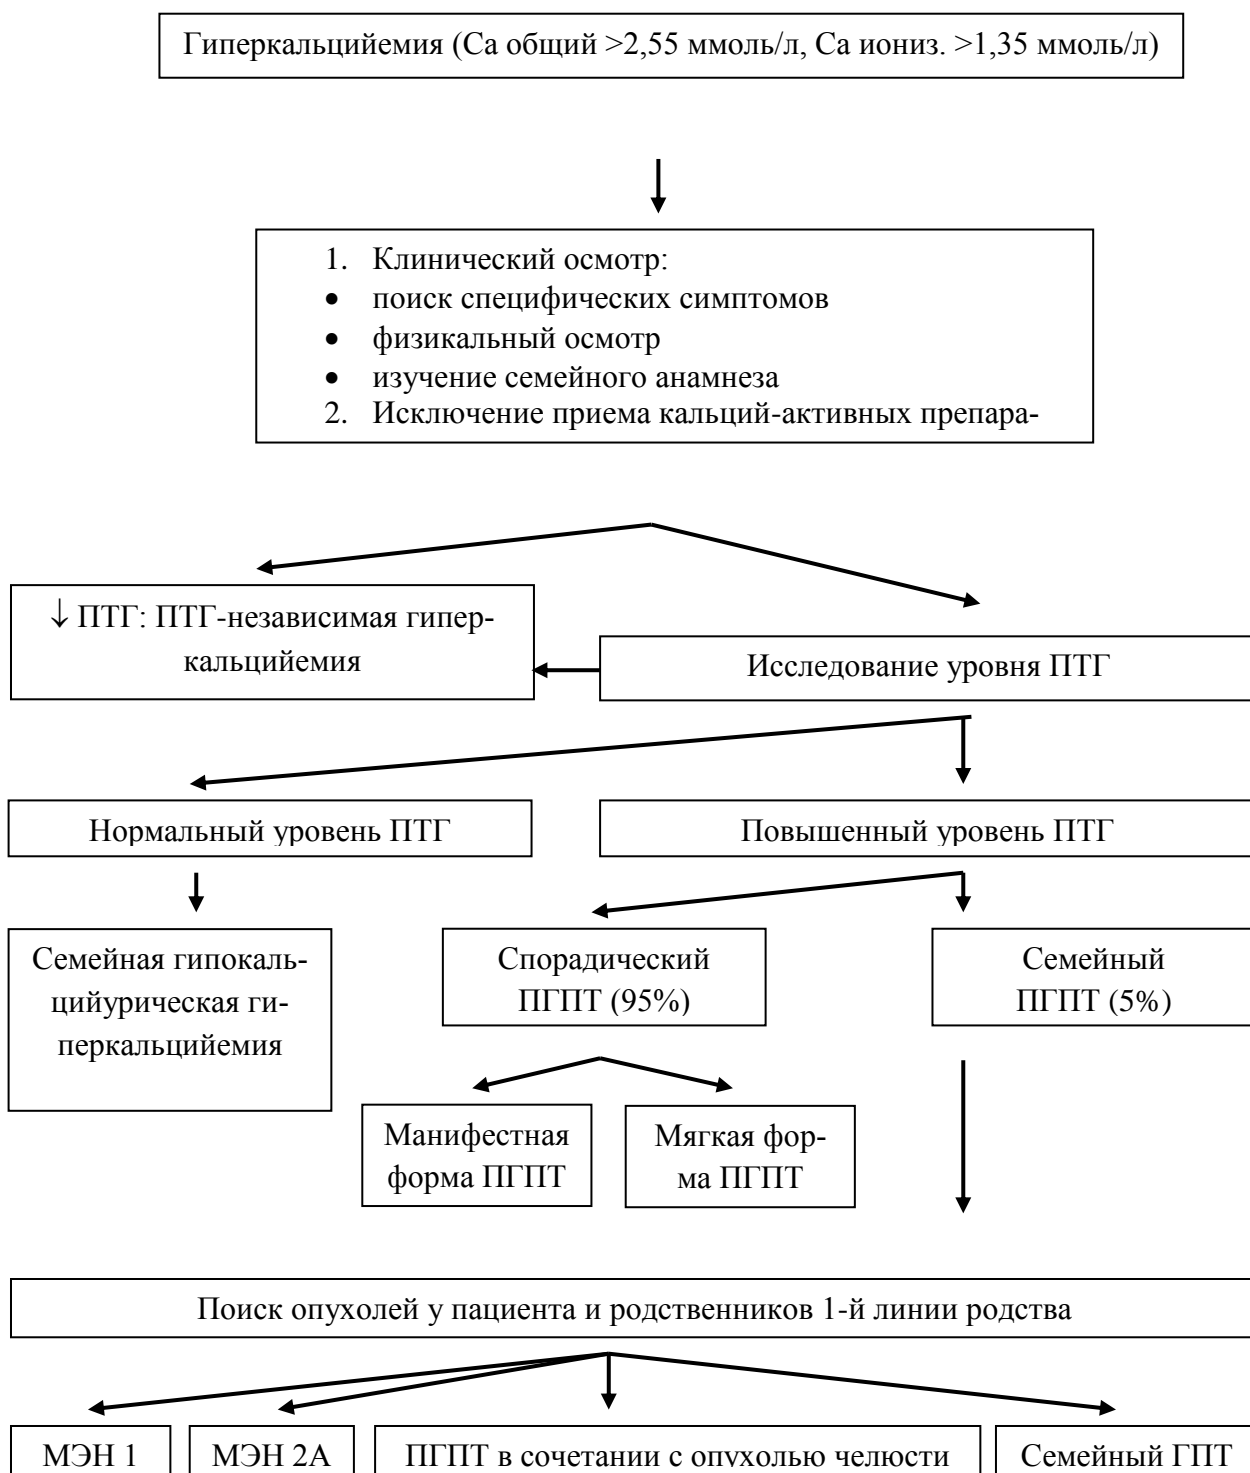 Гиперкальцийемия (Са общий >2,55 ммоль/л, Са иониз. >1,35 ммоль/л)
1. Клинический осмотр:
• поиск специфических симптомов
• физикальный осмотр
• изучение семейного анамнеза
2. Исключение приема кальций-активных препара-
↓ ПТГ: ПТГ-независимая гипер-
кальцийемия
Исследование уровня ПТГ
Нормальный уровень ПТГ
Повышенный уровень ПТГ
Семейная гипокаль-
цийурическая ги-
перкальцийемия
Спорадический
ПГПТ (95%)
Семейный
ПГПТ (5%)
Манифестная
форма ПГПТ
Мягкая фор-
ма ПГПТ
Поиск опухолей у пациента и родственников 1-й линии родства
МЭН 1
МЭН 2А
ПГПТ в сочетании с опухолью челюсти
Семейный ГПТ